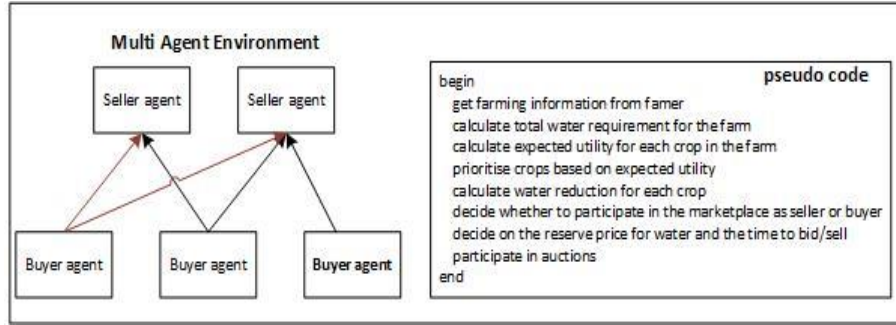 Multi Agent Environment
Seller agent
Seller agent
Buyer agent
Buyer agent
Buyer agent
pseudo code
begin
get farming information from famer
calculate total water requirement for the farm
calculate expected utility for each crop in the farm
prioritise crops based on expected utility
calculate water reduction for each crop
decide whether to participate in the marketplace as seller or buyer
decide on the reserve price for water and the time to bid/sell
participate in auctions
end